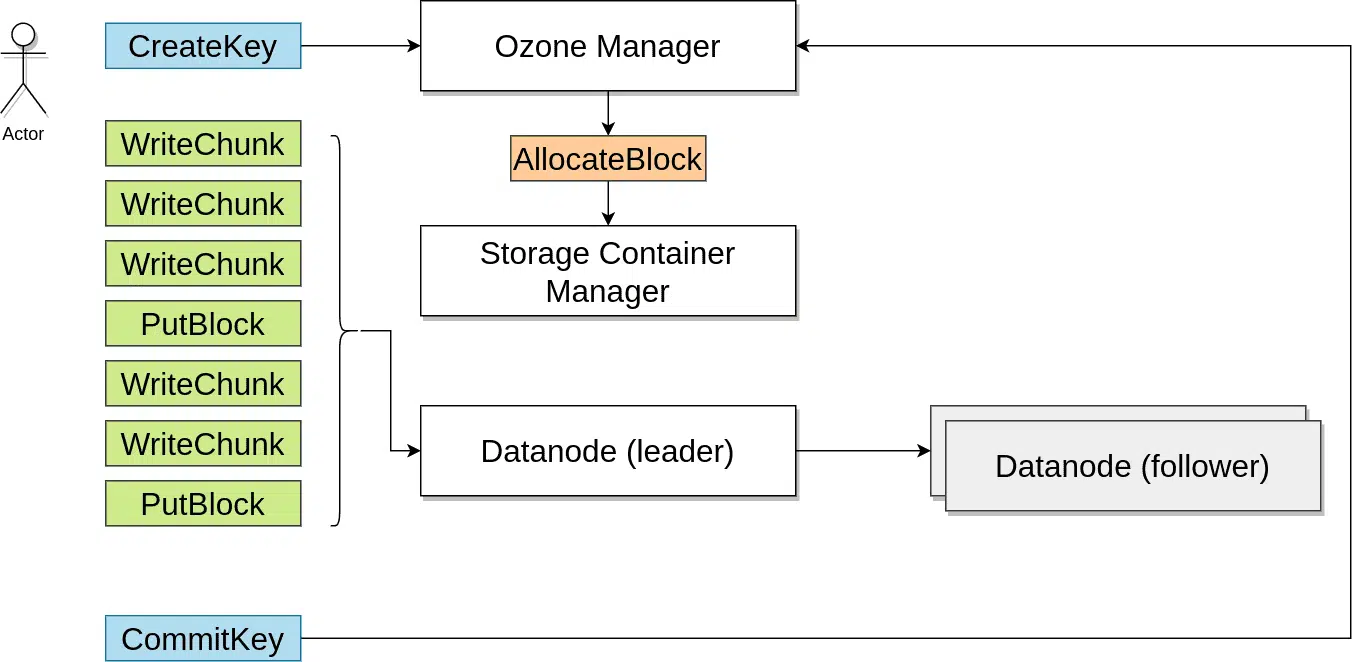 CreateKey
Ozone Manager
Actor
WriteChunk
AllocateBlock
WriteChunk
WriteChunk
Storage Container
Manager
PutBlock
WriteChunk
WriteChunk
Datanode (leader)
Datanode (follower)
PutBlock
CommitKey